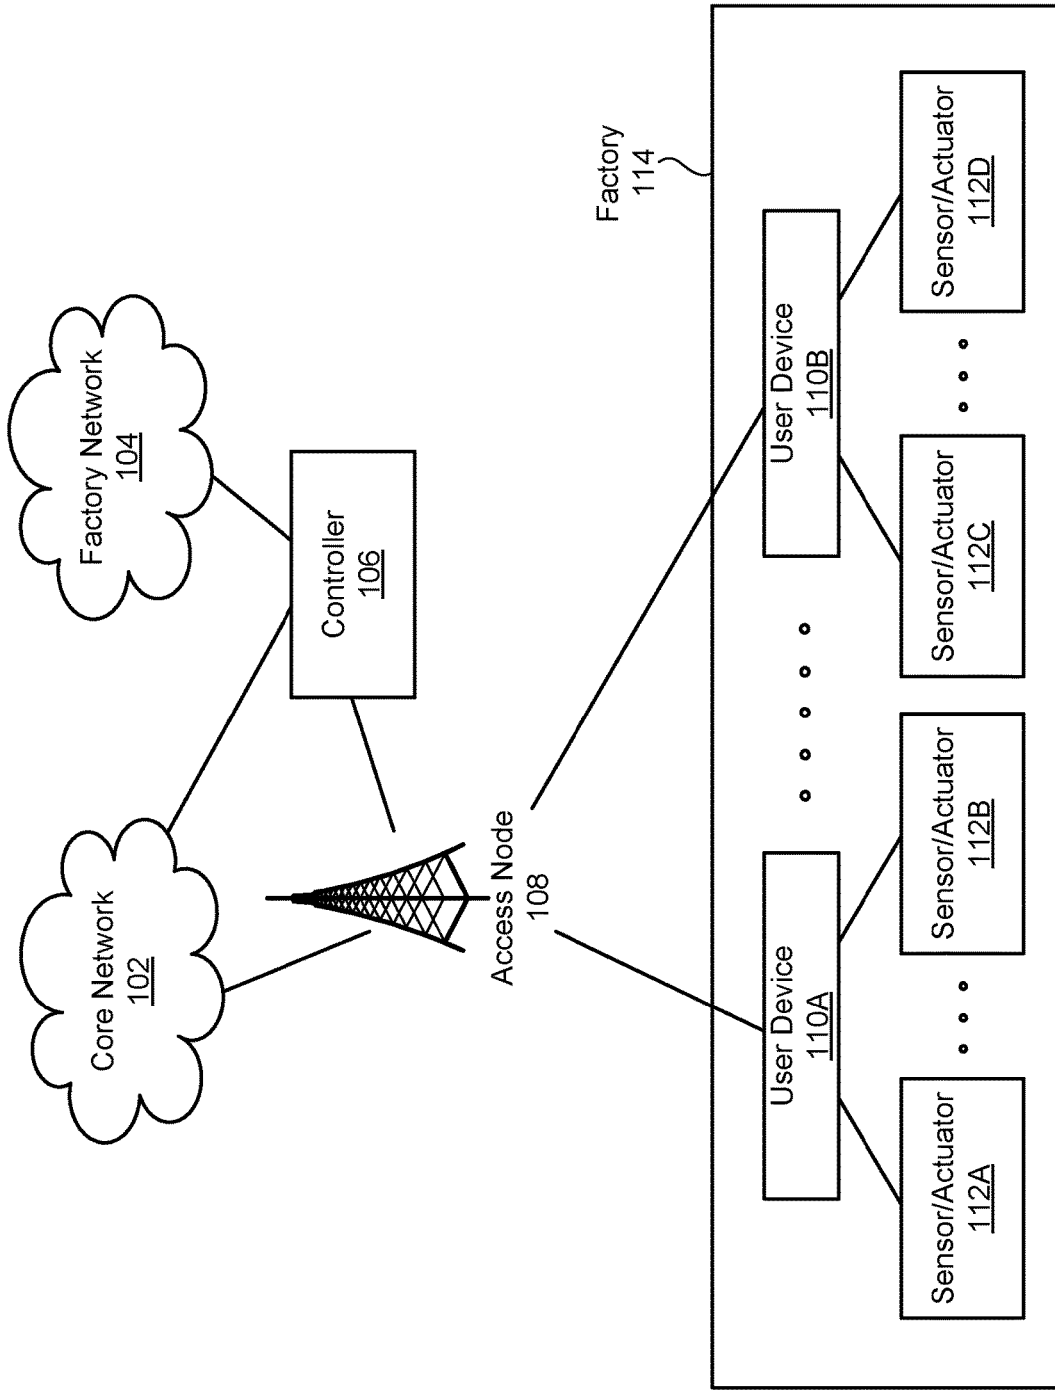 Core Network
102
Factory Network
104
Controller
106
Access Node
108
Factory
114
User Device
110A
User Device
110B
Sensor/Actuator
112A
Sensor/Actuator
112B
Sensor/Actuator
112C
Sensor/Actuator
112D